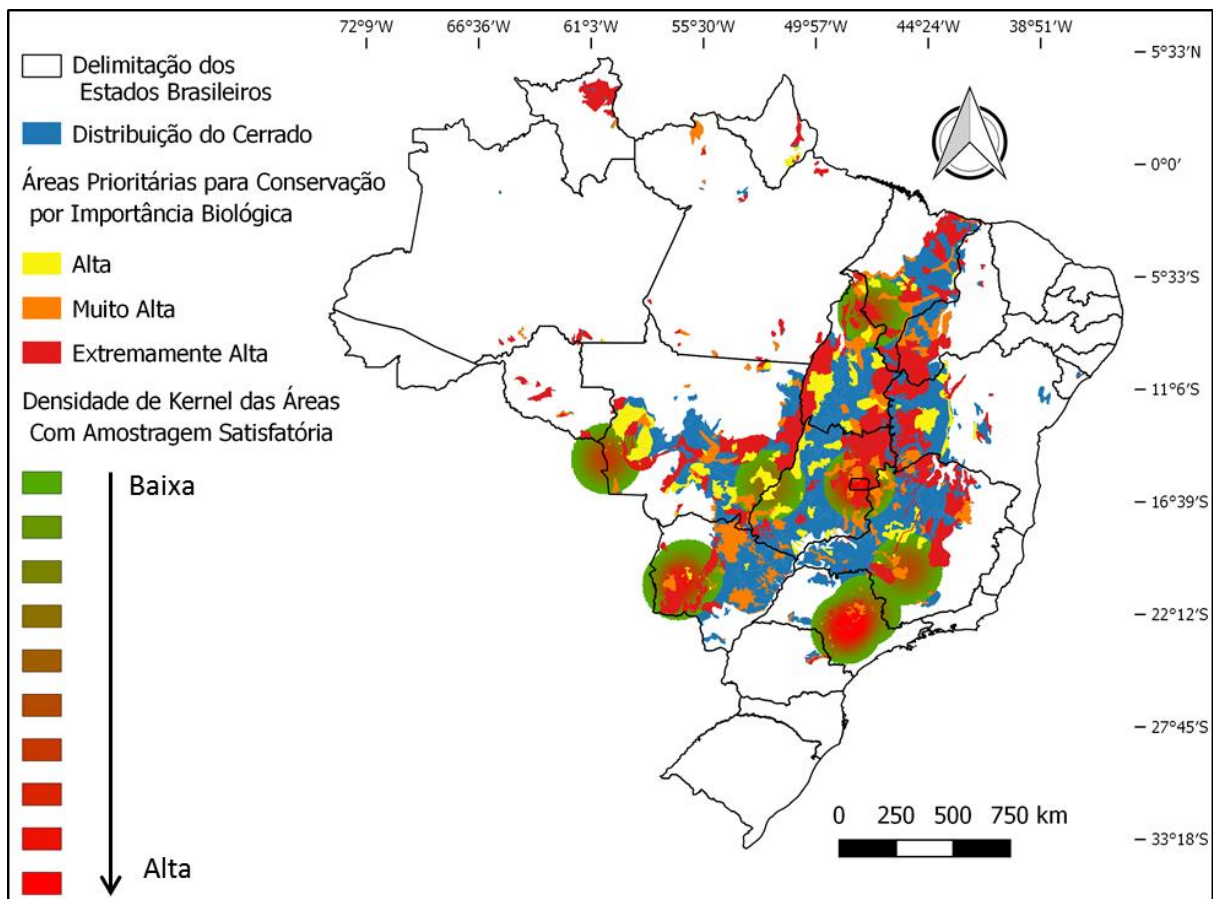 72°9′W 66°36′W 61°3′W 55°30′W 49°57′W 44°24′W 38°51′W
5°33′N
0°0′
5°33′S
11°6′S
16°39′S
22°12′S
27°45′S
33°18′S
Delimitação dos
Estados Brasileiros
Distribuição do Cerrado
Áreas Prioritárias para Conservação
por Importância Biológica
Alta
Muito Alta
Extremamente Alta
Densidade de Kernel das Áreas
Com Amostragem Satisfatória
Baixa
Alta
0 250 500 750 km